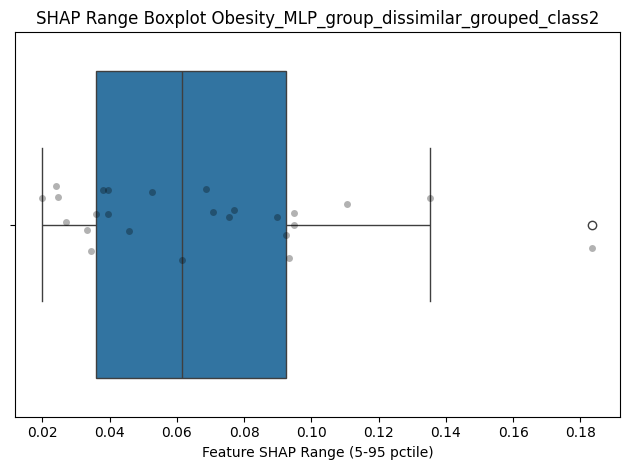 SHAP Range Boxplot Obesity_MLP_group_dissimilar_grouped_class2
0.02 0.04 0.06 0.08 0.10 0.12 0.14 0.16 0.18
Feature SHAP Range (5-95 pctile)